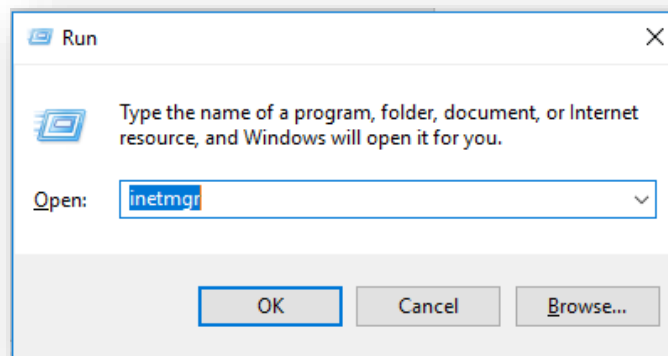 Run
Type the name of a program, folder, document, or Internet
resource, and Windows will open it for you.
Open: inetmgr
OK Cancel Browse...